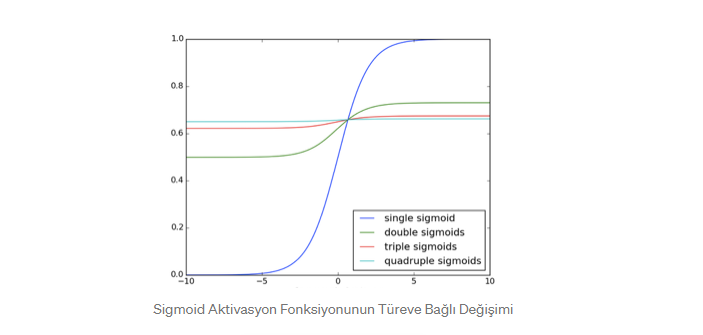 1.0
0.8
0.6
0.4
0.2
0.0
−10 −5 0 5 10
single sigmoid
double sigmoids
triple sigmoids
quadruple sigmoids
Sigmoid Aktivasyon Fonksiyonunun Türeve Bağlı Değişimi